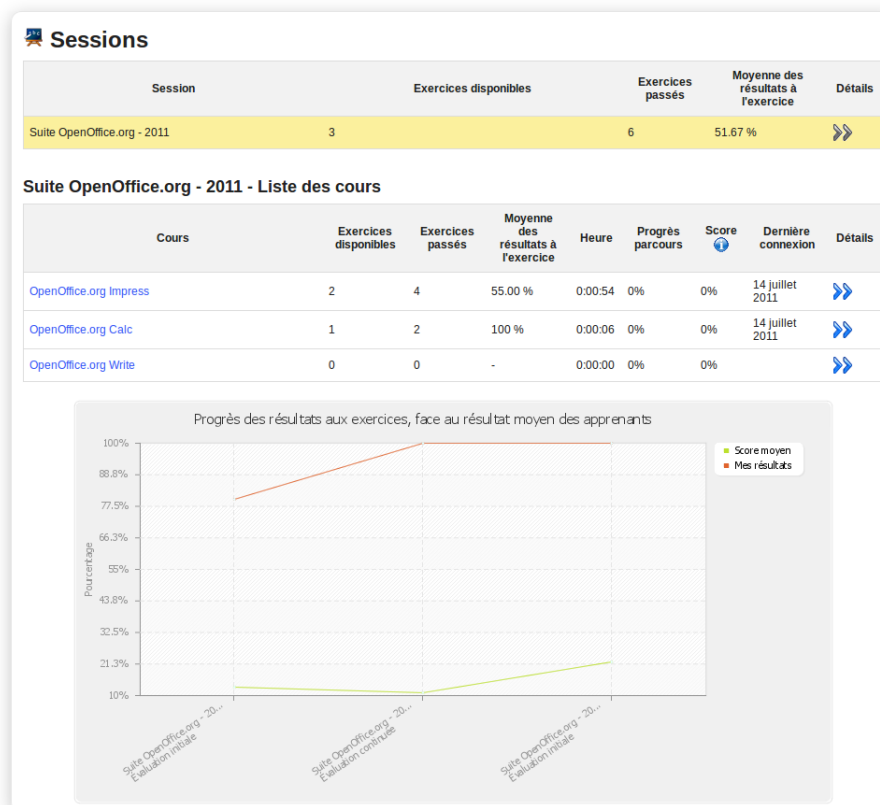 Sessions
Session Exercices disponibles Exercices passés Moyenne des résultats à l'exercice Détails
Suite OpenOffice.org - 2011 3 6 51.67 %
Suite OpenOffice.org - 2011 - Liste des cours
Cours Exercices disponibles Exercices passés Moyenne des résultats à l'exercice Heure Progrès parcours Score Dernière connexion Détails
OpenOffice.org Impress 2 4 55.00 % 0:00:54 0% 0% 14 juillet 2011
OpenOffice.org Calc 1 2 100 % 0:00:06 0% 0% 14 juillet 2011
OpenOffice.org Write 0 0 - 0:00:00 0% 0%
Progrès des résultats aux exercices, face au résultat moyen des apprenants
Score moyen
Mes résultats
100%
88.8%
77.5%
66.3%
55%
43.8%
32.5%
21.3%
10%
Pourcentage
Suite OpenOffice.org - 20...
Évaluation initiale
Suite OpenOffice.org - 20...
Évaluation continuée
Suite OpenOffice.org - 20...
Évaluation initiale